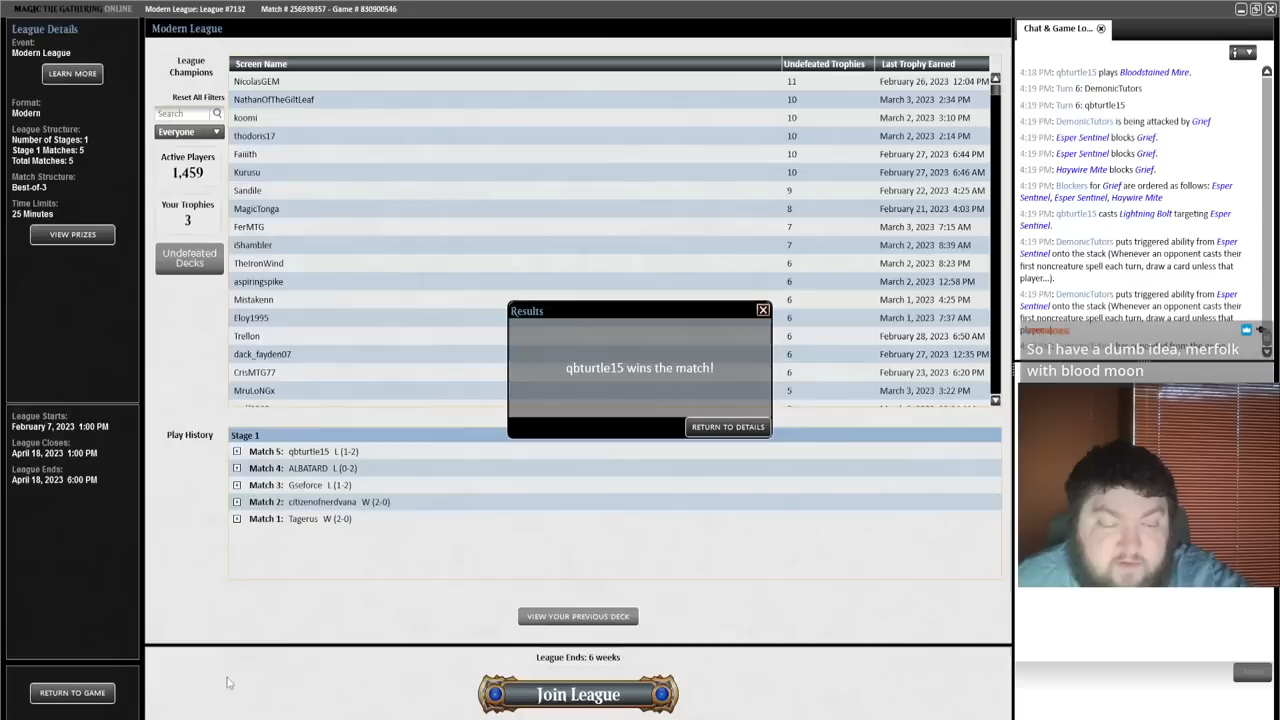 MAGIC THE GATHERING ONLINE Modern League: League #7132 Match # 256939357 - Game # 830900546
League Details
Event:
Modern League
LEARN MORE
Format:
Modern
League Structure:
Number of Stages: 1
Stage 1 Matches: 5
Total Matches: 5
Match Structure:
Best-of-3
Time Limits:
25 Minutes
VIEW PRIZES
League Starts:
February 7, 2023 1:00 PM
League Closes:
April 18, 2023 1:00 PM
League Ends:
April 18, 2023 6:00 PM
RETURN TO GAME
Modern League
League
Champions
Reset All Filters
Search
Everyone
Active Players
1,459
Your Trophies
3
Undefeated
Decks
Screen Name Undefeated Trophies Last Trophy Earned
NicolasGEM 11 February 26, 2023 12:04 PM
NathanOfTheGiltLeaf 10 March 3, 2023 2:34 PM
koomi 10 March 2, 2023 3:10 PM
thodoris17 10 March 2, 2023 2:14 PM
Faiiith 10 February 27, 2023 6:44 PM
Kurusu 10 February 27, 2023 6:46 AM
Sandile 9 February 22, 2023 4:25 AM
MagicTonga 8 February 21, 2023 4:03 PM
FerMTG 7 March 3, 2023 7:15 AM
iShambler 7 March 2, 2023 8:39 AM
TheIronWind 6 March 2, 2023 8:23 PM
aspiringspike 6 March 2, 2023 12:58 PM
Mistakenn 6 March 1, 2023 4:25 PM
Eloy1995 6 March 1, 2023 7:37 AM
Trellon 6 February 28, 2023 6:50 AM
dack_fayden07 6 February 27, 2023 12:35 PM
CrisMTG77 6 February 23, 2023 6:20 PM
MruLoNGx 5 March 3, 2023 3:22 PM
Results
qbturtle15 wins the match!
RETURN TO DETAILS
Play History
Stage 1
Match 5: qbturtle15 L (1-2)
Match 4: ALBATARD L (0-2)
Match 3: Gseforce L (1-2)
Match 2: citizenofnerdvana W (2-0)
Match 1: Tagerus W (2-0)
VIEW YOUR PREVIOUS DECK
League Ends: 6 weeks
Join League
Chat & Game Lo...
4:18 PM: qbturtle15 plays Bloodstained Mire.
4:19 PM: Turn 6: DemonicTutors
4:19 PM: Turn 6: qbturtle15
4:19 PM: DemonicTutors is being attacked by Grief
4:19 PM: Esper Sentinel blocks Grief.
4:19 PM: Esper Sentinel blocks Grief.
4:19 PM: Haywire Mite blocks Grief.
4:19 PM: Blockers for Grief are ordered as follows: Esper
Sentinel, Esper Sentinel, Haywire Mite
4:19 PM: qbturtle15 casts Lightning Bolt targeting Esper
Sentinel.
4:19 PM: DemonicTutors puts triggered ability from Esper
Sentinel onto the stack (Whenever an opponent casts their
first noncreature spell each turn, draw a card unless that
player...).
4:19 PM: DemonicTutors puts triggered ability from Esper
Sentinel onto the stack (Whenever an opponent casts their
first noncreature spell each turn, draw a card unless that
So I have a dumb idea, merfolk
with blood moon